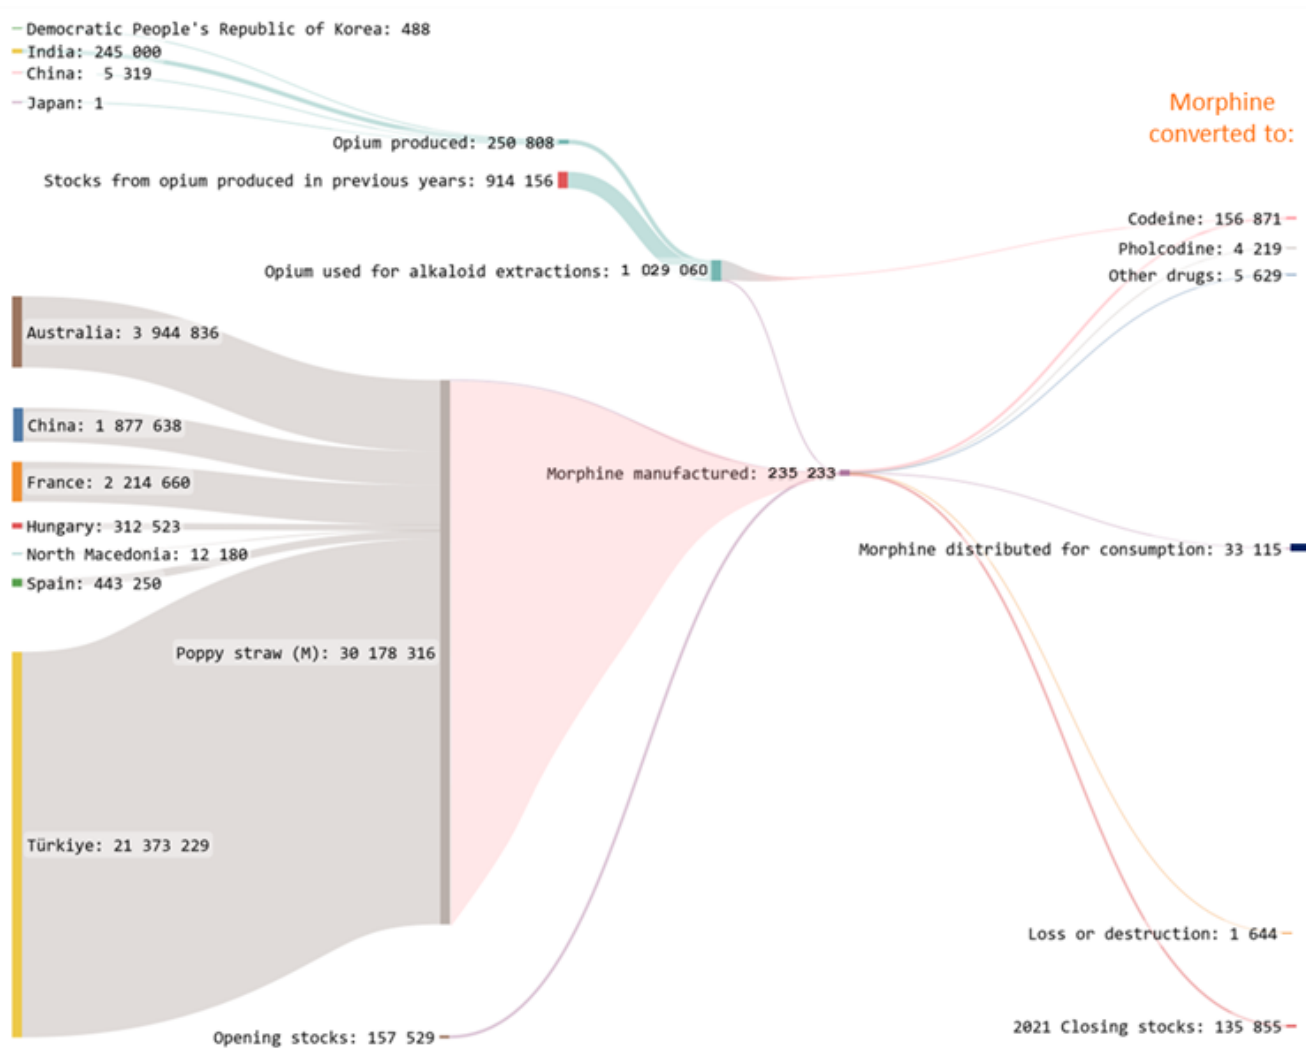 Democratic People's Republic of Korea: 488
India: 245 000
China: 5 319
Japan: 1
Opium produced: 250 808
Stocks from opium produced in previous years: 914 156
Opium used for alkaloid extractions: 1 029 060
Morphine
converted to:
Codeine: 156 871
Pholcodine: 4 219
Other drugs: 5 629
Australia: 3 944 836
China: 1 877 638
France: 2 214 660
Hungary: 312 523
North Macedonia: 12 180
Spain: 443 250
Morphine manufactured: 235 233
Morphine distributed for consumption: 33 115
Poppy straw (M): 30 178 316
Türkiye: 21 373 229
Loss or destruction: 1 644
Opening stocks: 157 529
2021 Closing stocks: 135 855